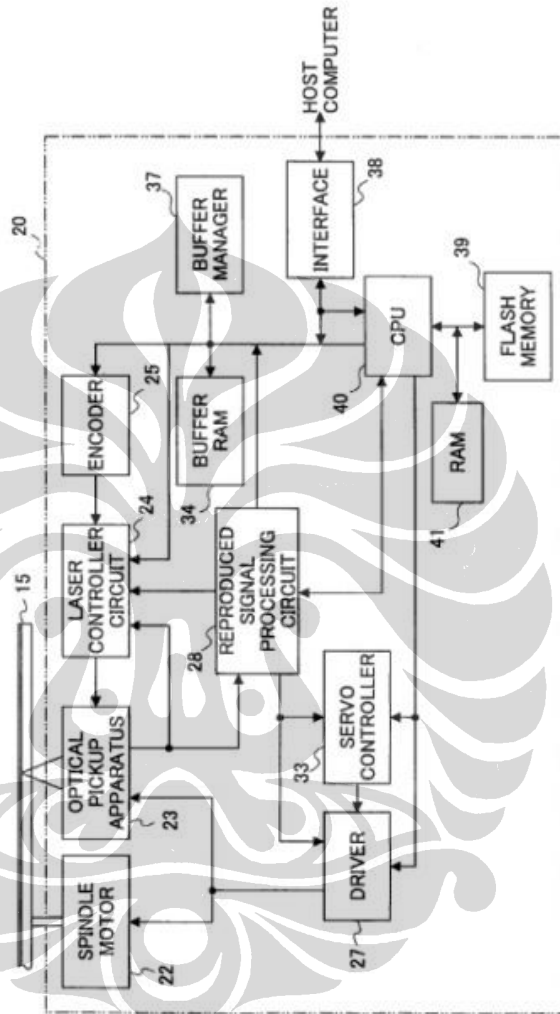 20
15
SPINDLE
MOTOR
22
OPTICAL
PICKUP
APPARATUS
23
LASER
CONTROLLER
CIRCUIT
24
ENCODER
25
BUFFER
RAM
34
BUFFER
MANAGER
37
REPRODUCED
SIGNAL
PROCESSING
CIRCUIT
28
DRIVER
27
SERVO
CONTROLLER
33
CPU
40
INTERFACE
38
HOST
COMPUTER
RAM
41
FLASH
MEMORY
39